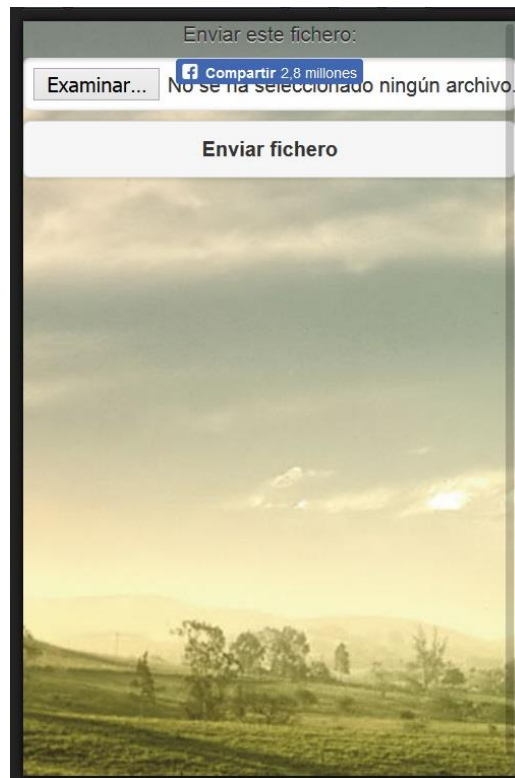 Enviar este fichero:
Compartir 2,8 millones
Examinar... No se ha seleccionado ningún archivo.
Enviar fichero